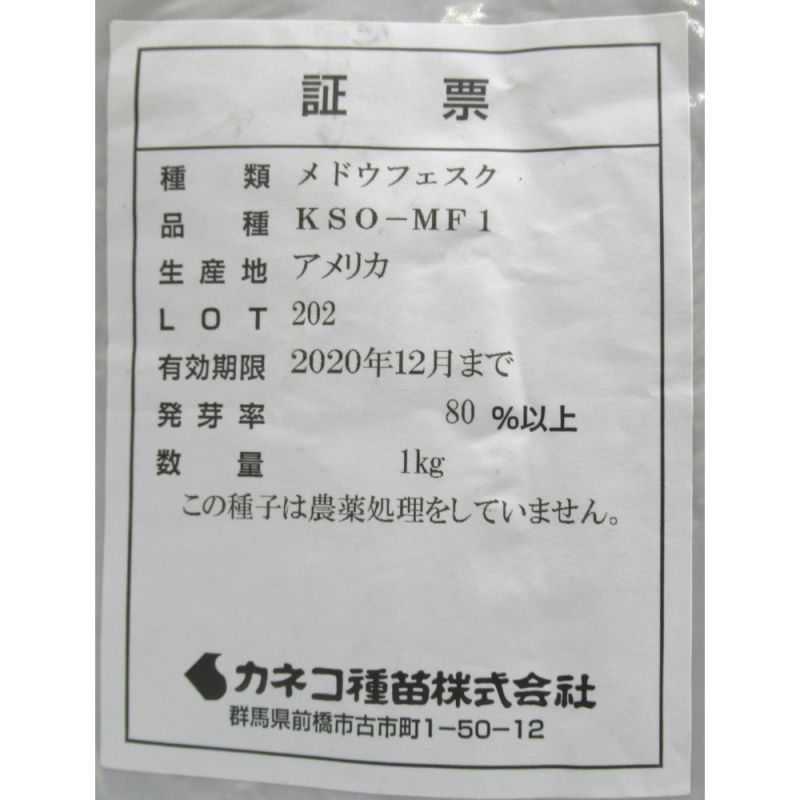 証 票
種 類 メドウフェスク
品 種 KSO-MF1
生産地 アメリカ
LOT 202
有効期限 2020年12月まで
発芽率 80 %以上
数 量 1kg
この種子は農薬処理をしていません。
カネコ種苗株式会社
群馬県前橋市古市町1-50-12